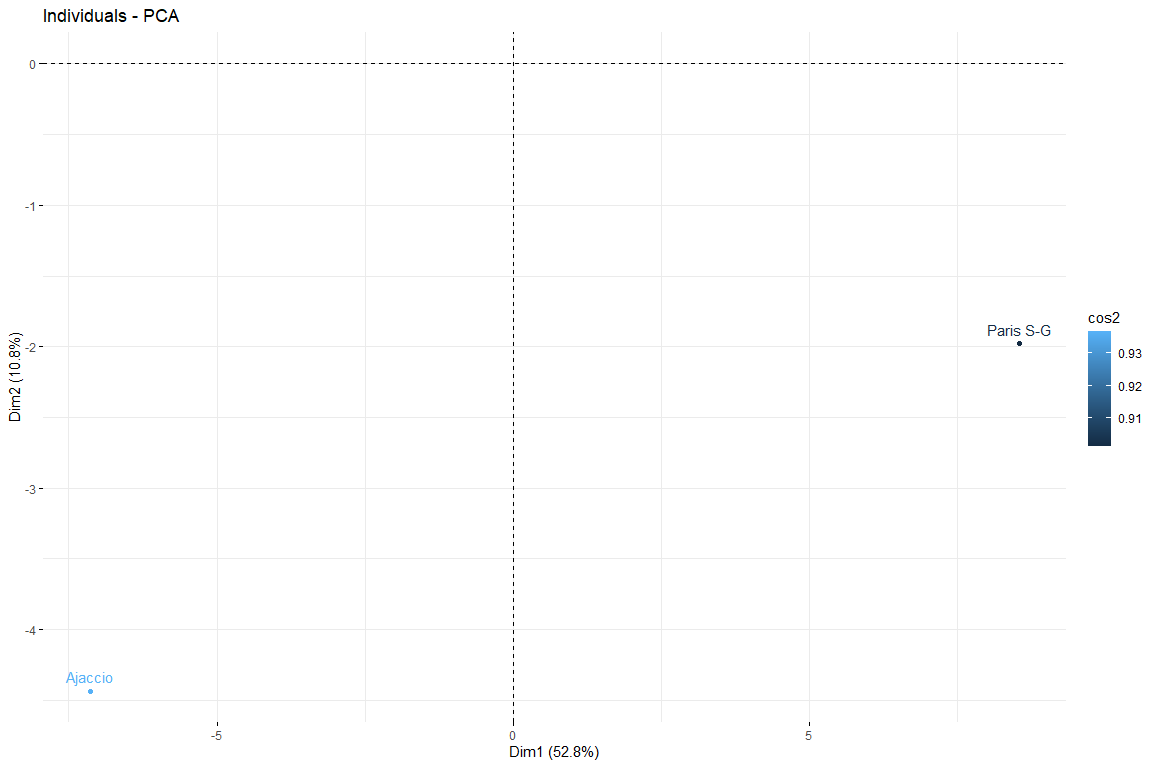 Individuals - PCA
0
-1
-2
-3
-4
Dim2 (10.8%)
Paris S-G
Ajaccio
-5
0
5
Dim1 (52.8%)
cos2
0.93
0.92
0.91